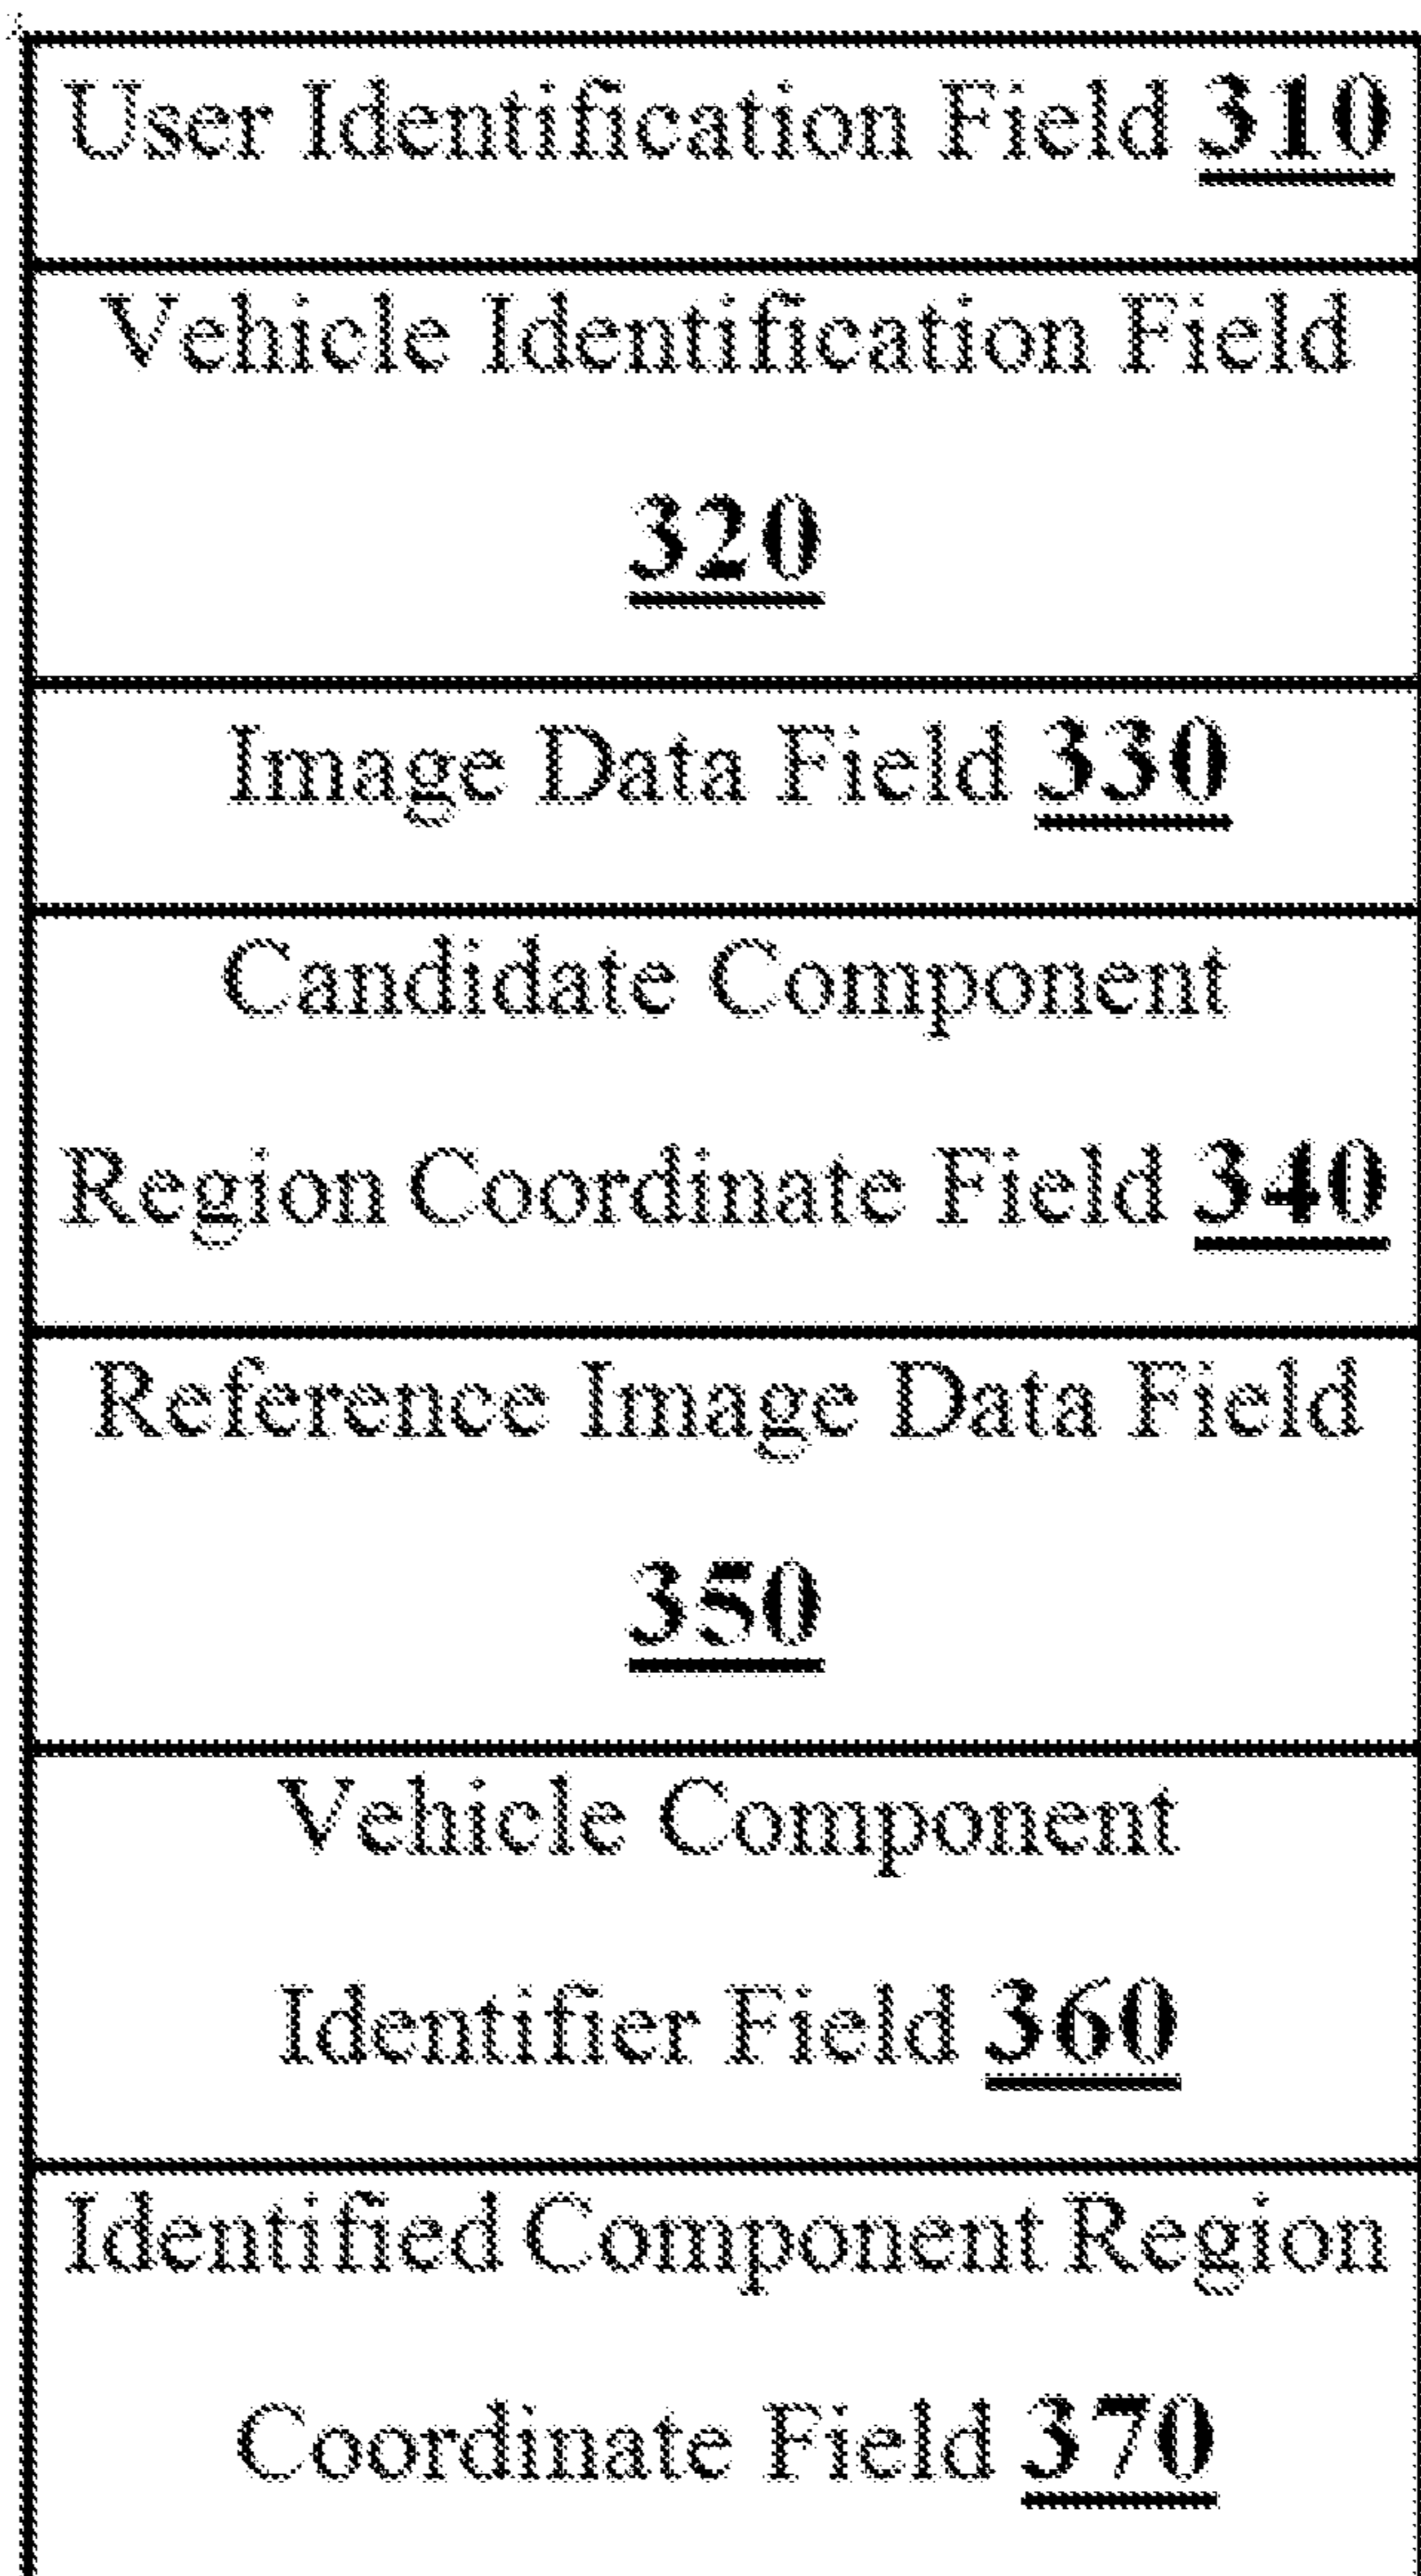 User Identification Field 310
Vehicle Identification Field
320
Image Data Field 330
Candidate Component
Region Coordinate Field 340
Reference Image Data Field
350
Vehicle Component
Identifier Field 360
Identified Component Region
Coordinate Field 370